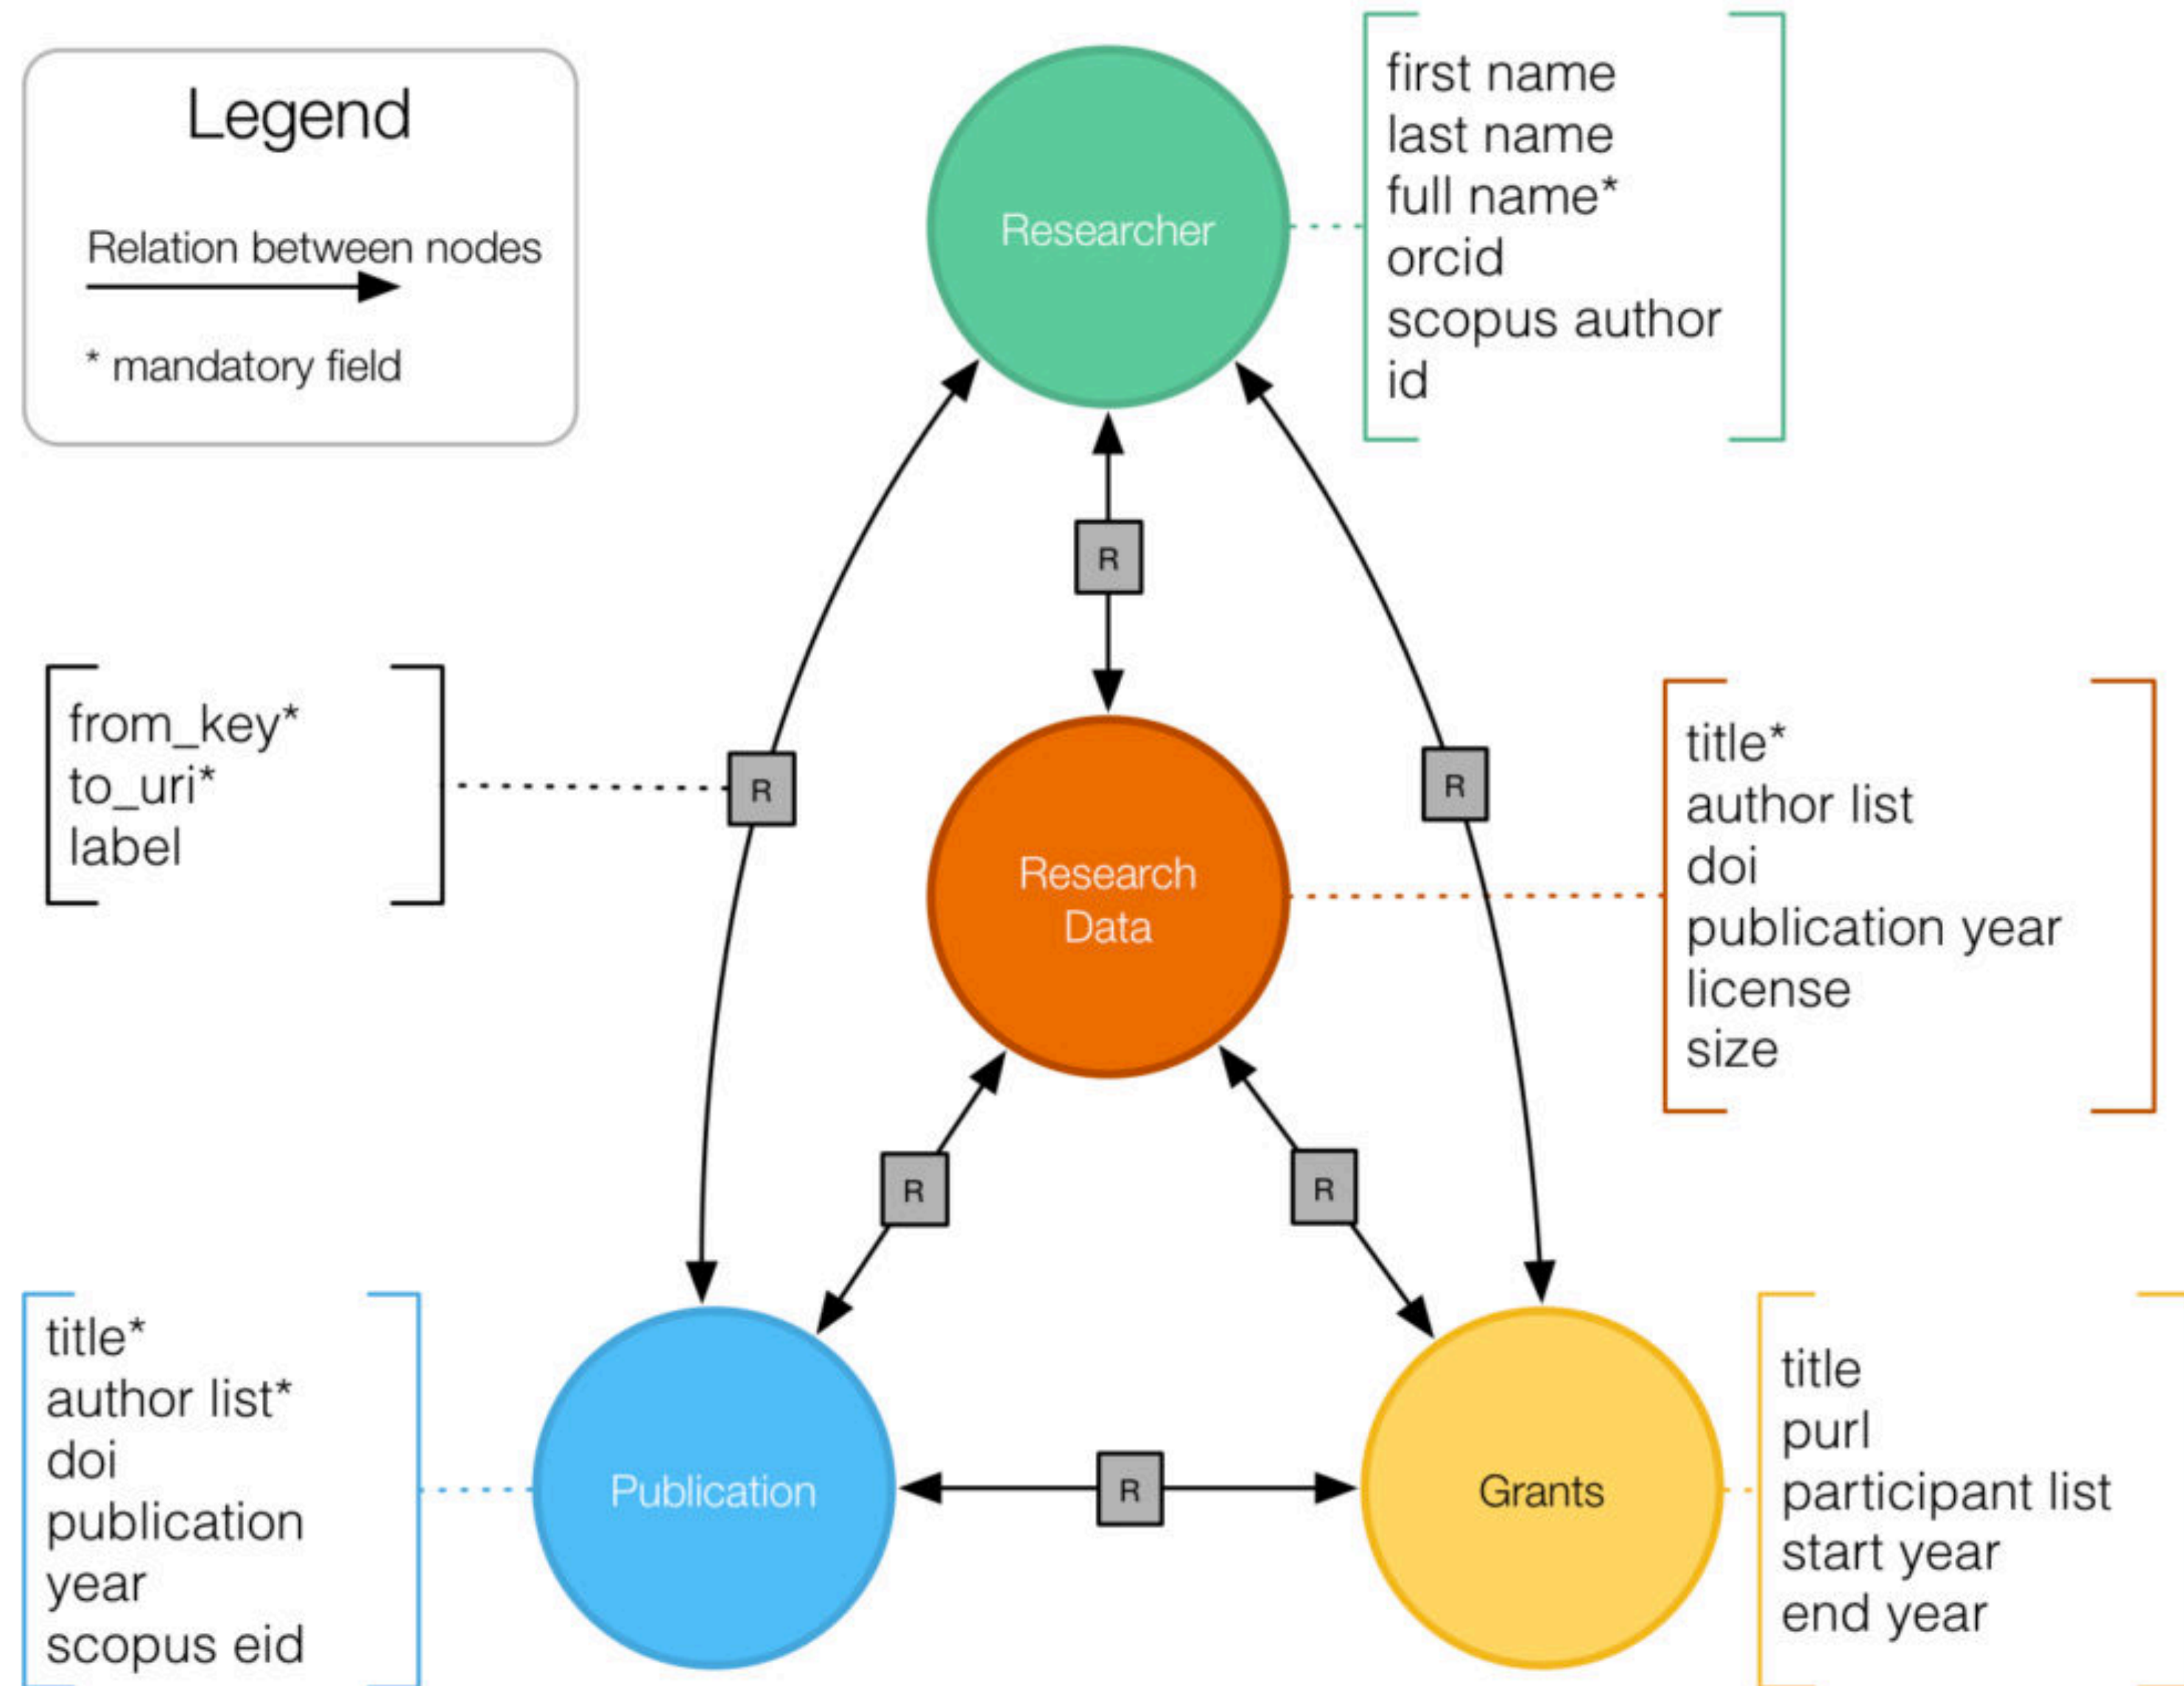 Legend
Relation between nodes
* mandatory field
first name
last name
full name*
orcid
scopus author
id
Researcher
R
from_key*
to_uri*
label
R
R
title*
author list
doi
publication year
license
size
Research
Data
R
R
title*
author list*
doi
publication
year
scopus eid
Publication
R
Grants
title
purl
participant list
start year
end year